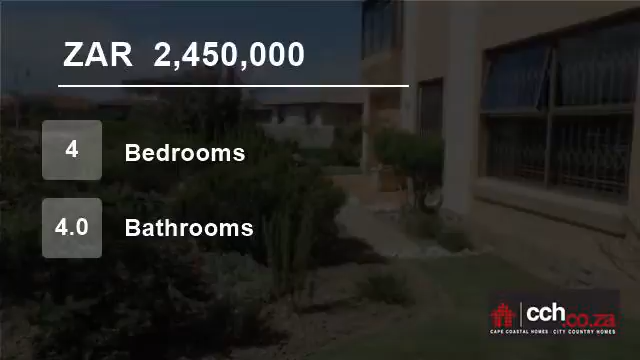 ZAR 2,450,000
4 Bedrooms
4.0 Bathrooms
cch.co.za
CAPE COASTAL HOMES · CITY COUNTRY HOMES